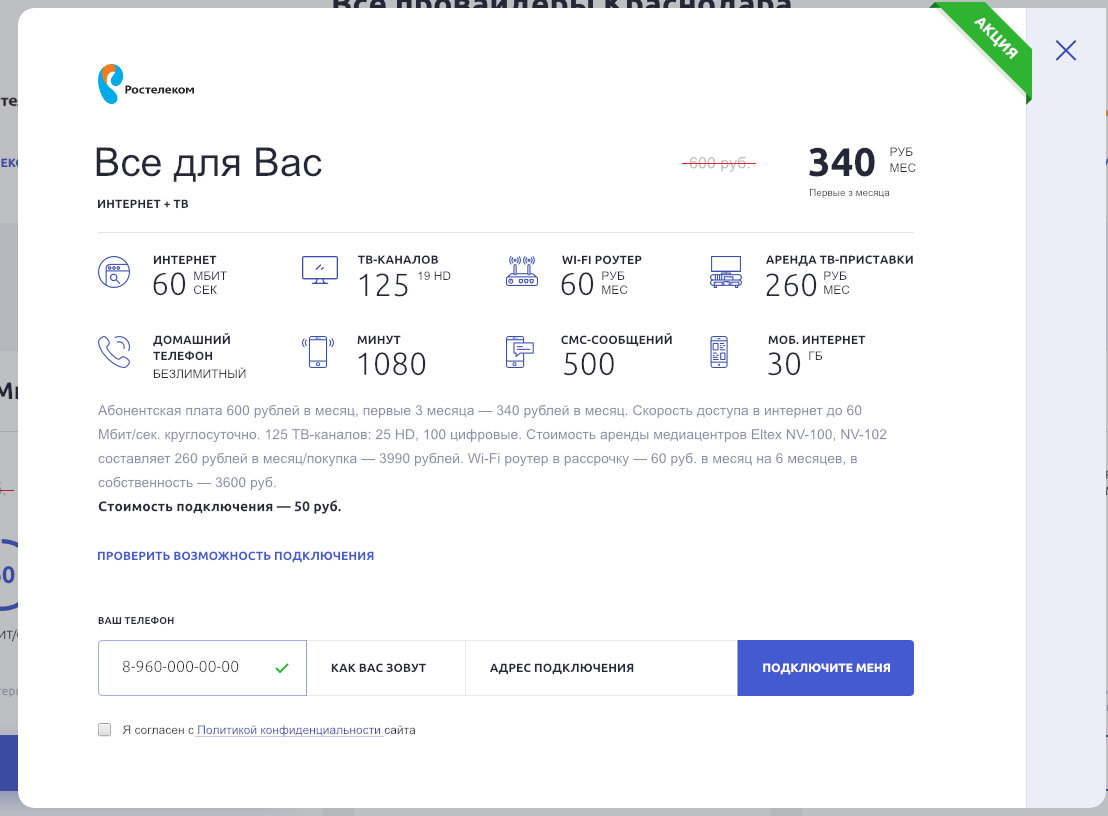 Все провайдеры Краснодара
АКЦИЯ
Ростелеком
Все для Вас
600 руб.
340 РУБ МЕС
Первые 3 месяца
ИНТЕРНЕТ + ТВ
ИНТЕРНЕТ
60 МБИТ СЕК
ТВ-КАНАЛОВ
125 19 HD
WI-FI РОУТЕР
60 РУБ МЕС
АРЕНДА ТВ-ПРИСТАВКИ
260 РУБ МЕС
ДОМАШНИЙ
ТЕЛЕФОН
БЕЗЛИМИТНЫЙ
МИНУТ
1080
СМС-СООБЩЕНИЙ
500
МОБ. ИНТЕРНЕТ
30 ГБ
Абонентская плата 600 рублей в месяц, первые 3 месяца — 340 рублей в месяц. Скорость доступа в интернет до 60
Мбит/сек. круглосуточно. 125 ТВ-каналов: 25 HD, 100 цифровые. Стоимость аренды медиацентров Eltex NV-100, NV-102
составляет 260 рублей в месяц/покупка — 3990 рублей. Wi-Fi роутер в рассрочку — 60 руб. в месяц на 6 месяцев, в
собственность — 3600 руб.
Стоимость подключения — 50 руб.
ПРОВЕРИТЬ ВОЗМОЖНОСТЬ ПОДКЛЮЧЕНИЯ
ВАШ ТЕЛЕФОН
8-960-000-00-00
КАК ВАС ЗОВУТ
АДРЕС ПОДКЛЮЧЕНИЯ
ПОДКЛЮЧИТЕ МЕНЯ
Я согласен с Политикой конфиденциальности сайта